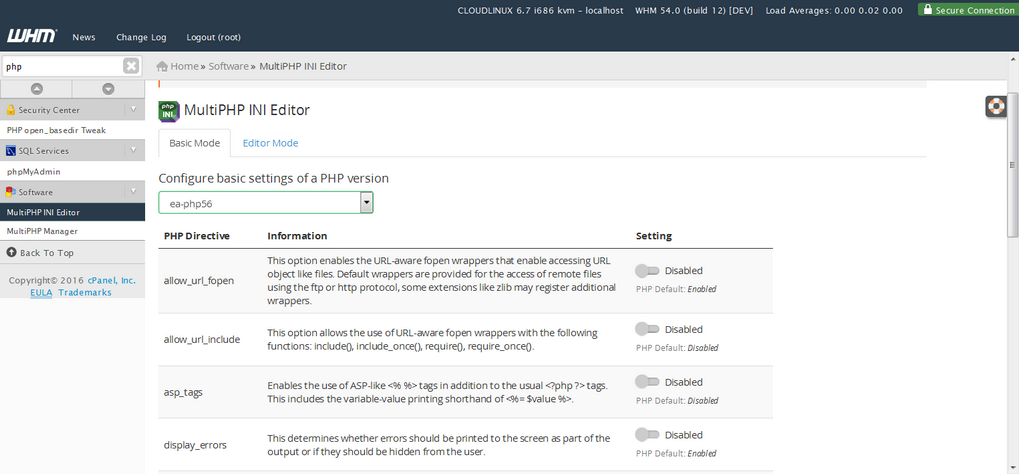 CLOUDLINUX 6.7 i686 kvm – localhost WHM 54.0 (build 12) [DEV] Load Averages: 0.00 0.02 0.00 Secure Connection
WHM News Change Log Logout (root)
php
Home » Software » MultiPHP INI Editor
Security Center
PHP open_basedir Tweak
SQL Services
phpMyAdmin
Software
MultiPHP INI Editor
MultiPHP Manager
Back To Top
Copyright© 2016 cPanel, Inc.
EULA Trademarks
php
INI
MultiPHP INI Editor
Basic Mode Editor Mode
Configure basic settings of a PHP version
ea-php56
PHP Directive Information Setting
allow_url_fopen
This option enables the URL-aware fopen wrappers that enable accessing URL
object like files. Default wrappers are provided for the access of remote files
using the ftp or http protocol, some extensions like zlib may register additional
wrappers.
Disabled
PHP Default: Enabled
allow_url_include
This option allows the use of URL-aware fopen wrappers with the following
functions: include(), include_once(), require(), require_once().
Disabled
PHP Default: Disabled
asp_tags
Enables the use of ASP-like <% %> tags in addition to the usual <?php ?> tags.
This includes the variable-value printing shorthand of <%= $value %>.
Disabled
PHP Default: Disabled
display_errors
This determines whether errors should be printed to the screen as part of the
output or if they should be hidden from the user.
Disabled
PHP Default: Enabled